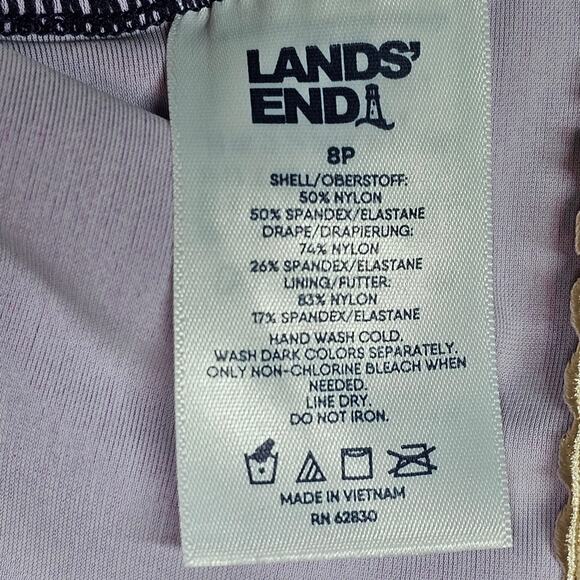 LANDS'
END
8P
SHELL/OBERSTOFF:
50% NYLON
50% SPANDEX/ELASTANE
DRAPE/DRAPIERUNG:
74% NYLON
26% SPANDEX/ELASTANE
LINING/FUTTER:
83% NYLON
17% SPANDEX/ELASTANE
HAND WASH COLD.
WASH DARK COLORS SEPARATELY.
ONLY NON-CHLORINE BLEACH WHEN
NEEDED.
LINE DRY.
DO NOT IRON.
MADE IN VIETNAM
RN 62830